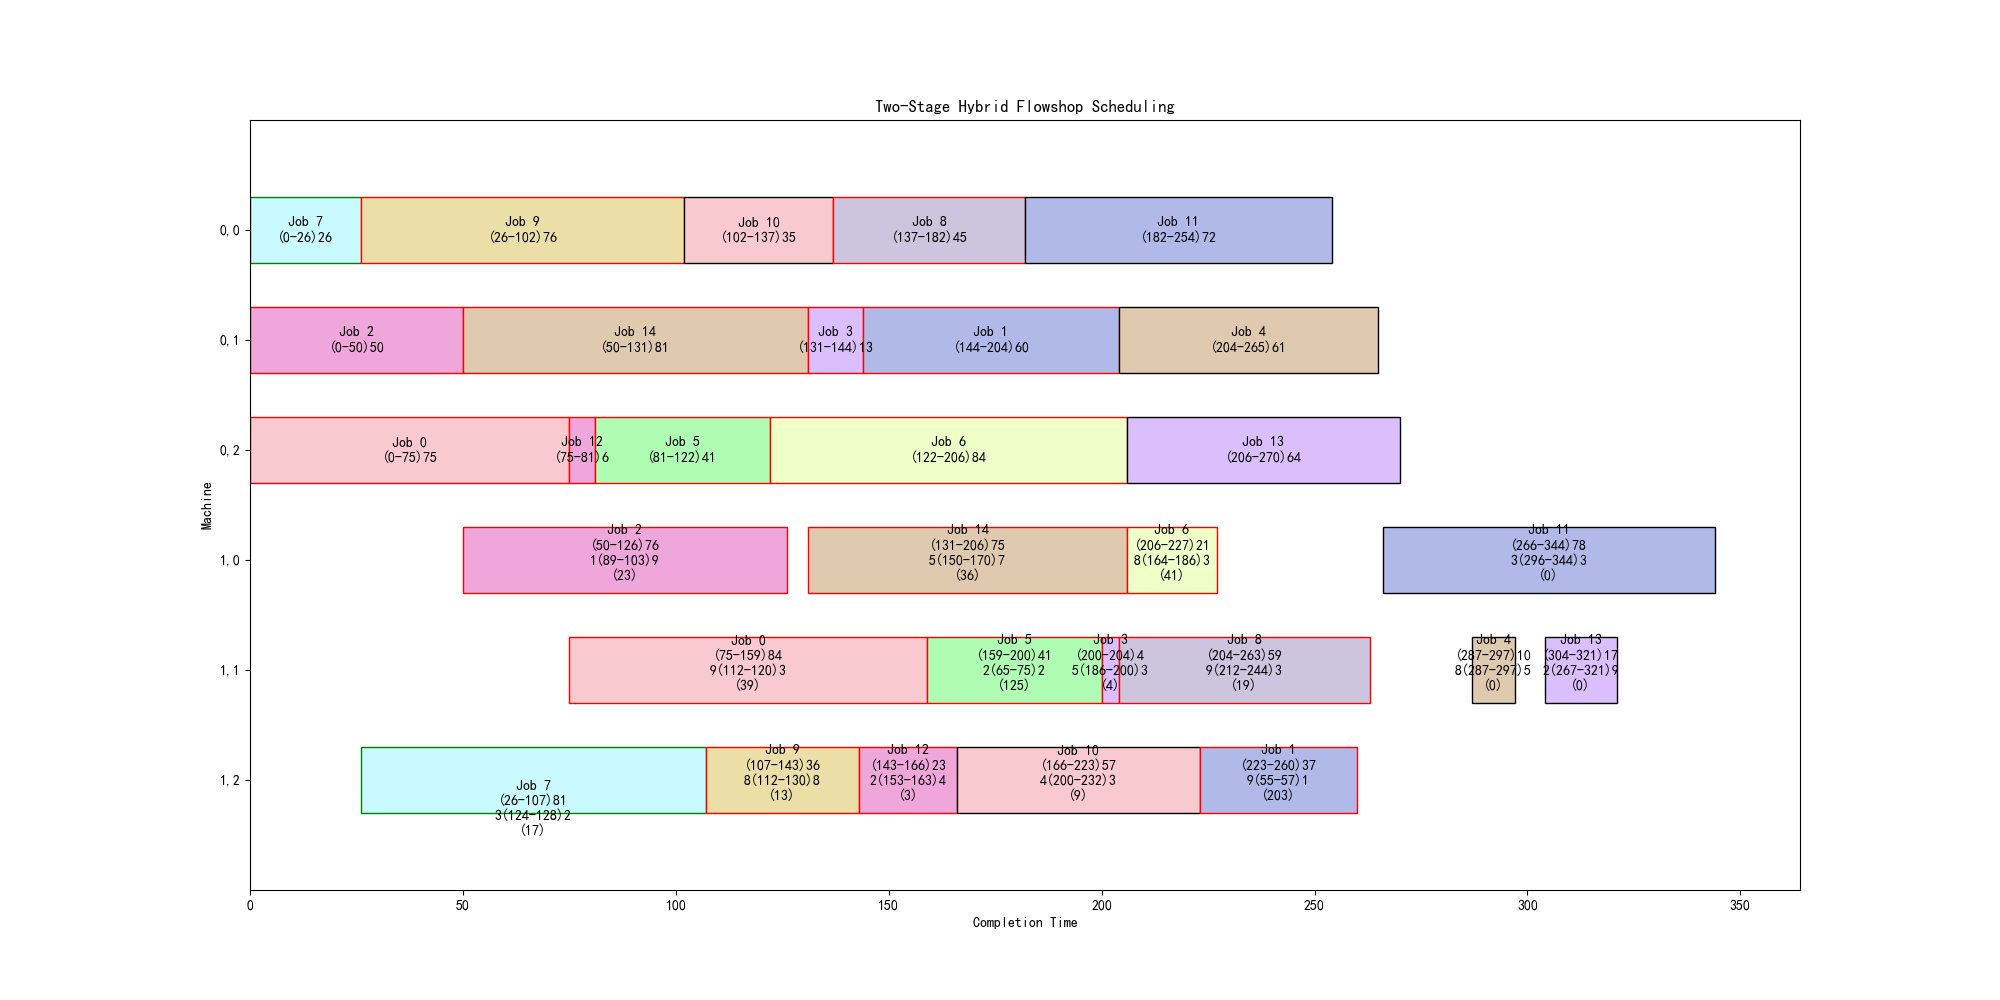 Two-Stage Hybrid Flowshop Scheduling
Machine
0,0
Job 7
(0-26)26
Job 9
(26-102)76
Job 10
(102-137)35
Job 8
(137-182)45
Job 11
(182-254)72
0,1
Job 2
(0-50)50
Job 14
(50-131)81
Job 3
(131-144)13
Job 1
(144-204)60
Job 4
(204-265)61
0,2
Job 0
(0-75)75
Job 12
(75-81)6
Job 5
(81-122)41
Job 6
(122-206)84
Job 13
(206-270)64
1,0
Job 2
(50-126)76
1(89-103)9
(23)
Job 14
(131-206)75
5(150-170)7
(36)
Job 6
(206-227)21
8(164-186)3
(41)
Job 11
(266-344)78
3(296-344)3
(0)
1,1
Job 0
(75-159)84
9(112-120)3
(39)
Job 5
(159-200)41
2(65-75)2
(125)
Job 3
(200-204)4
5(186-200)3
(4)
Job 8
(204-263)59
9(212-244)3
(19)
Job 4
(287-297)10
8(287-297)5
(0)
Job 13
(304-321)17
2(267-321)9
(0)
1,2
Job 7
(26-107)81
3(124-128)2
(17)
Job 9
(107-143)36
8(112-130)8
(13)
Job 12
(143-166)23
2(153-163)4
(3)
Job 10
(166-223)57
4(200-232)3
(9)
Job 1
(223-260)37
9(55-57)1
(203)
0
50
100
150
200
250
300
350
Completion Time